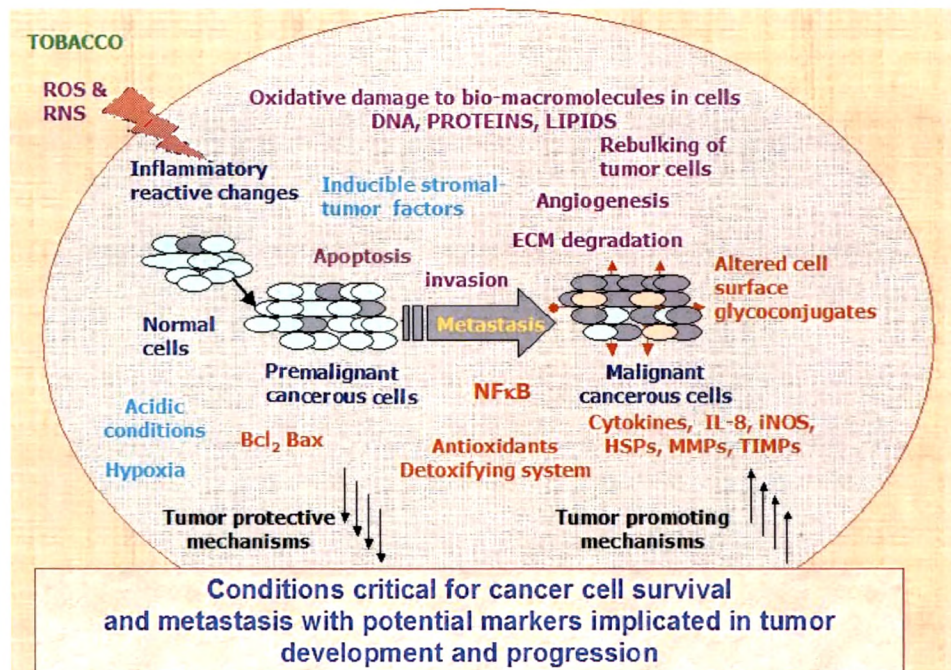 TOBACCO
ROS &
RNS
Oxidative damage to bio-macromolecules in cells
DNA, PROTEINS, LIPIDS
Rebulking of
tumor cells
Inflammatory
reactive changes
Inducible stromal-
tumor factors
Angiogenesis
ECM degradation
Apoptosis
invasion
Altered cell
surface
glycoconjugates
Metastasis
Normal
cells
Premalignant
cancerous cells
NFκB
Malignant
cancerous cells
Acidic
conditions
Hypoxia
Bcl₂ Bax
Antioxidants
Detoxifying system
Cytokines, IL-8, iNOS,
HSPs, MMPs, TIMPs
Tumor protective
mechanisms
Tumor promoting
mechanisms
Conditions critical for cancer cell survival
and metastasis with potential markers implicated in tumor
development and progression